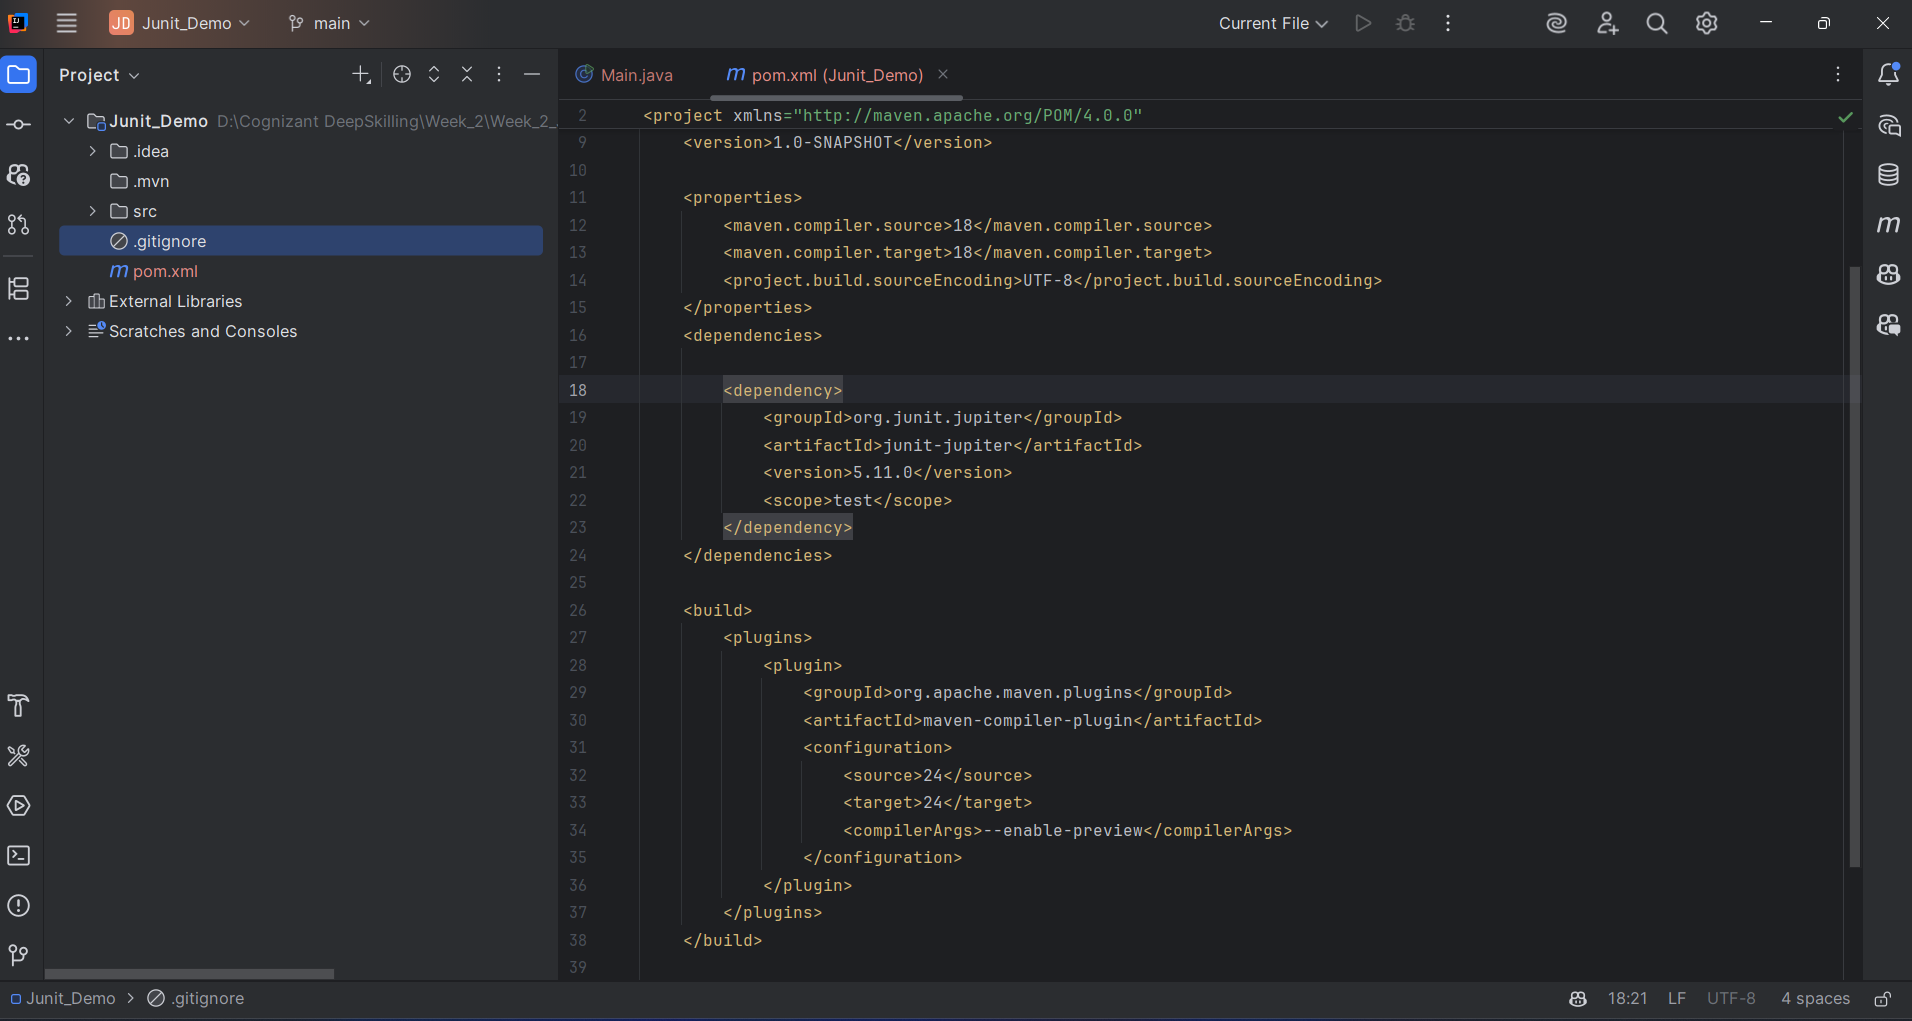 JD Junit_Demo main Current File
Project
Main.java pom.xml (Junit_Demo)
Junit_Demo D:\Cognizant DeepSkilling\Week_2\Week_2_
.idea
.mvn
src
.gitignore
m pom.xml
External Libraries
Scratches and Consoles
2 <project xmlns="http://maven.apache.org/POM/4.0.0"
9 <version>1.0-SNAPSHOT</version>
10
11 <properties>
12 <maven.compiler.source>18</maven.compiler.source>
13 <maven.compiler.target>18</maven.compiler.target>
14 <project.build.sourceEncoding>UTF-8</project.build.sourceEncoding>
15 </properties>
16 <dependencies>
17
18 <dependency>
19 <groupId>org.junit.jupiter</groupId>
20 <artifactId>junit-jupiter</artifactId>
21 <version>5.11.0</version>
22 <scope>test</scope>
23 </dependency>
24 </dependencies>
25
26 <build>
27 <plugins>
28 <plugin>
29 <groupId>org.apache.maven.plugins</groupId>
30 <artifactId>maven-compiler-plugin</artifactId>
31 <configuration>
32 <source>24</source>
33 <target>24</target>
34 <compilerArgs>--enable-preview</compilerArgs>
35 </configuration>
36 </plugin>
37 </plugins>
38 </build>
39
Junit_Demo > .gitignore 18:21 LF UTF-8 4 spaces